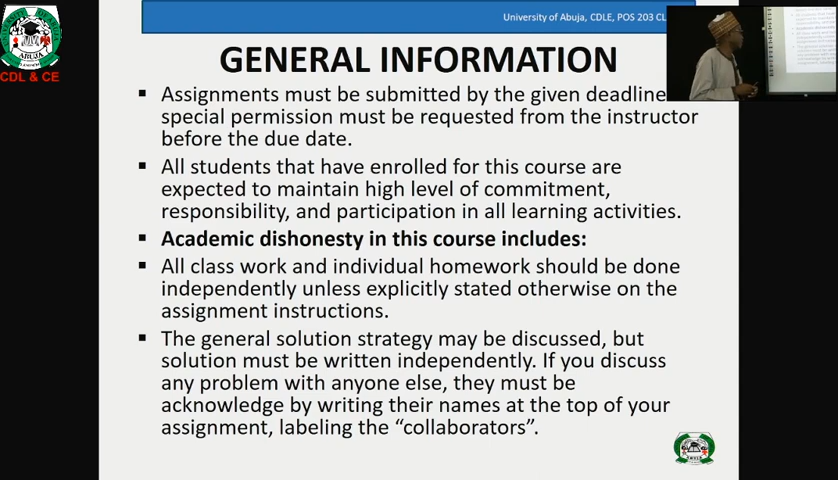 University of Abuja, CDLE, POS 203
CDL & CE
GENERAL INFORMATION
▪ Assignments must be submitted by the given deadline
special permission must be requested from the instructor
before the due date.
▪ All students that have enrolled for this course are
expected to maintain high level of commitment,
responsibility, and participation in all learning activities.
▪ Academic dishonesty in this course includes:
▪ All class work and individual homework should be done
independently unless explicitly stated otherwise on the
assignment instructions.
▪ The general solution strategy may be discussed, but
solution must be written independently. If you discuss
any problem with anyone else, they must be
acknowledge by writing their names at the top of your
assignment, labeling the “collaborators”.